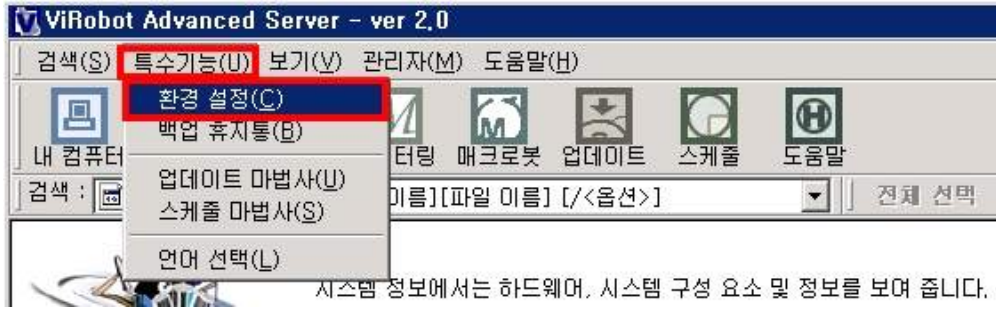 ViRobot Advanced Server - ver 2.0
검색(S) 특수기능(U) 보기(V) 관리자(M) 도움말(H)
환경 설정(C)
백업 휴지통(B)
내 컴퓨터 터링 매크로봇 업데이트 스케줄 도움말
업데이트 마법사(U)
검색 : 이름][파일 이름] [/<옵션>] 전체 선택
스케줄 마법사(S)
언어 선택(L)
시스템 정보에서는 하드웨어, 시스템 구성 요소 및 정보를 보여 줍니다.